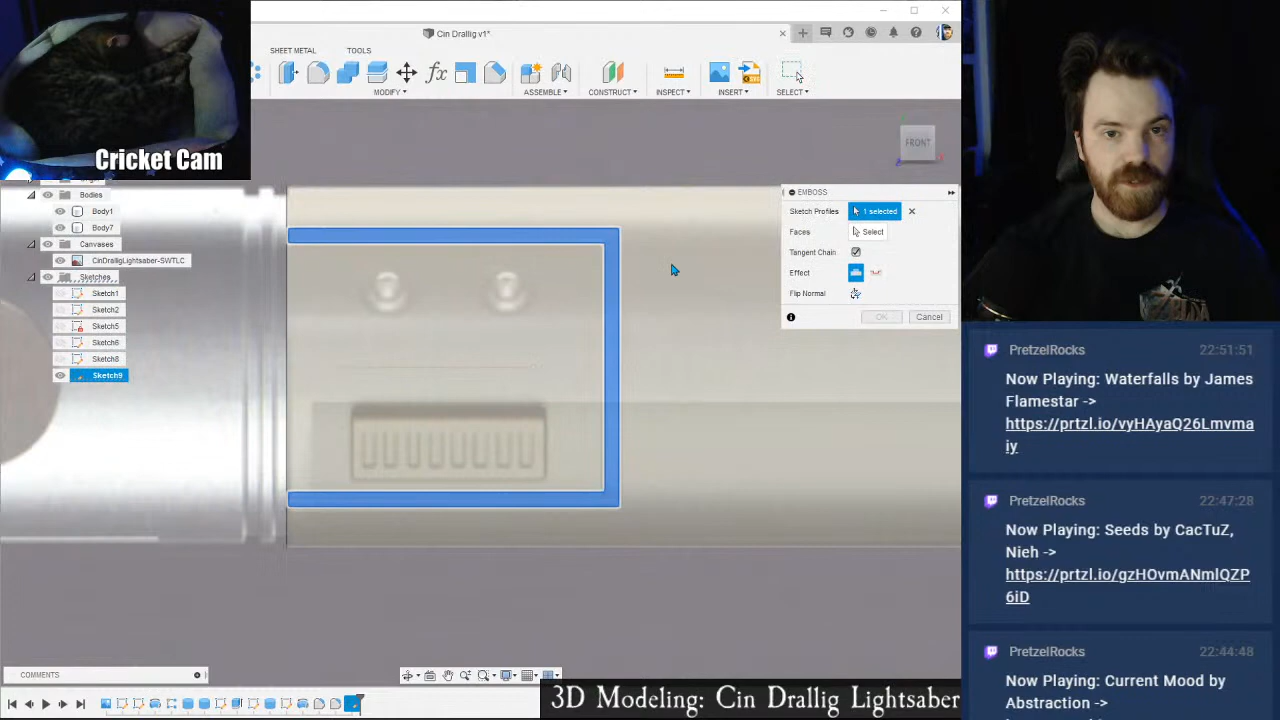 Cin Drallig v1*
SHEET METAL
TOOLS
MODIFY
ASSEMBLE
CONSTRUCT
INSPECT
INSERT
SELECT
Cricket Cam
FRONT
Bodies
Body1
Body7
Canvases
CinDralligLightsaber-SWTLC
Sketches
Sketch1
Sketch2
Sketch5
Sketch6
Sketch8
Sketch9
EMBOSS
Sketch Profiles
1 selected
Faces
Select
Tangent Chain
Effect
Flip Normal
OK
Cancel
PretzelRocks
22:51:51
Now Playing: Waterfalls by James
Flamestar ->
https://prtzl.io/vyHAyaQ26Lmvma
iy
PretzelRocks
22:47:28
Now Playing: Seeds by CacTuZ,
Nieh ->
https://prtzl.io/gzHOvmANmlQZP
6iD
PretzelRocks
22:44:48
Now Playing: Current Mood by
Abstraction ->
COMMENTS
3D Modeling: Cin Drallig Lightsaber